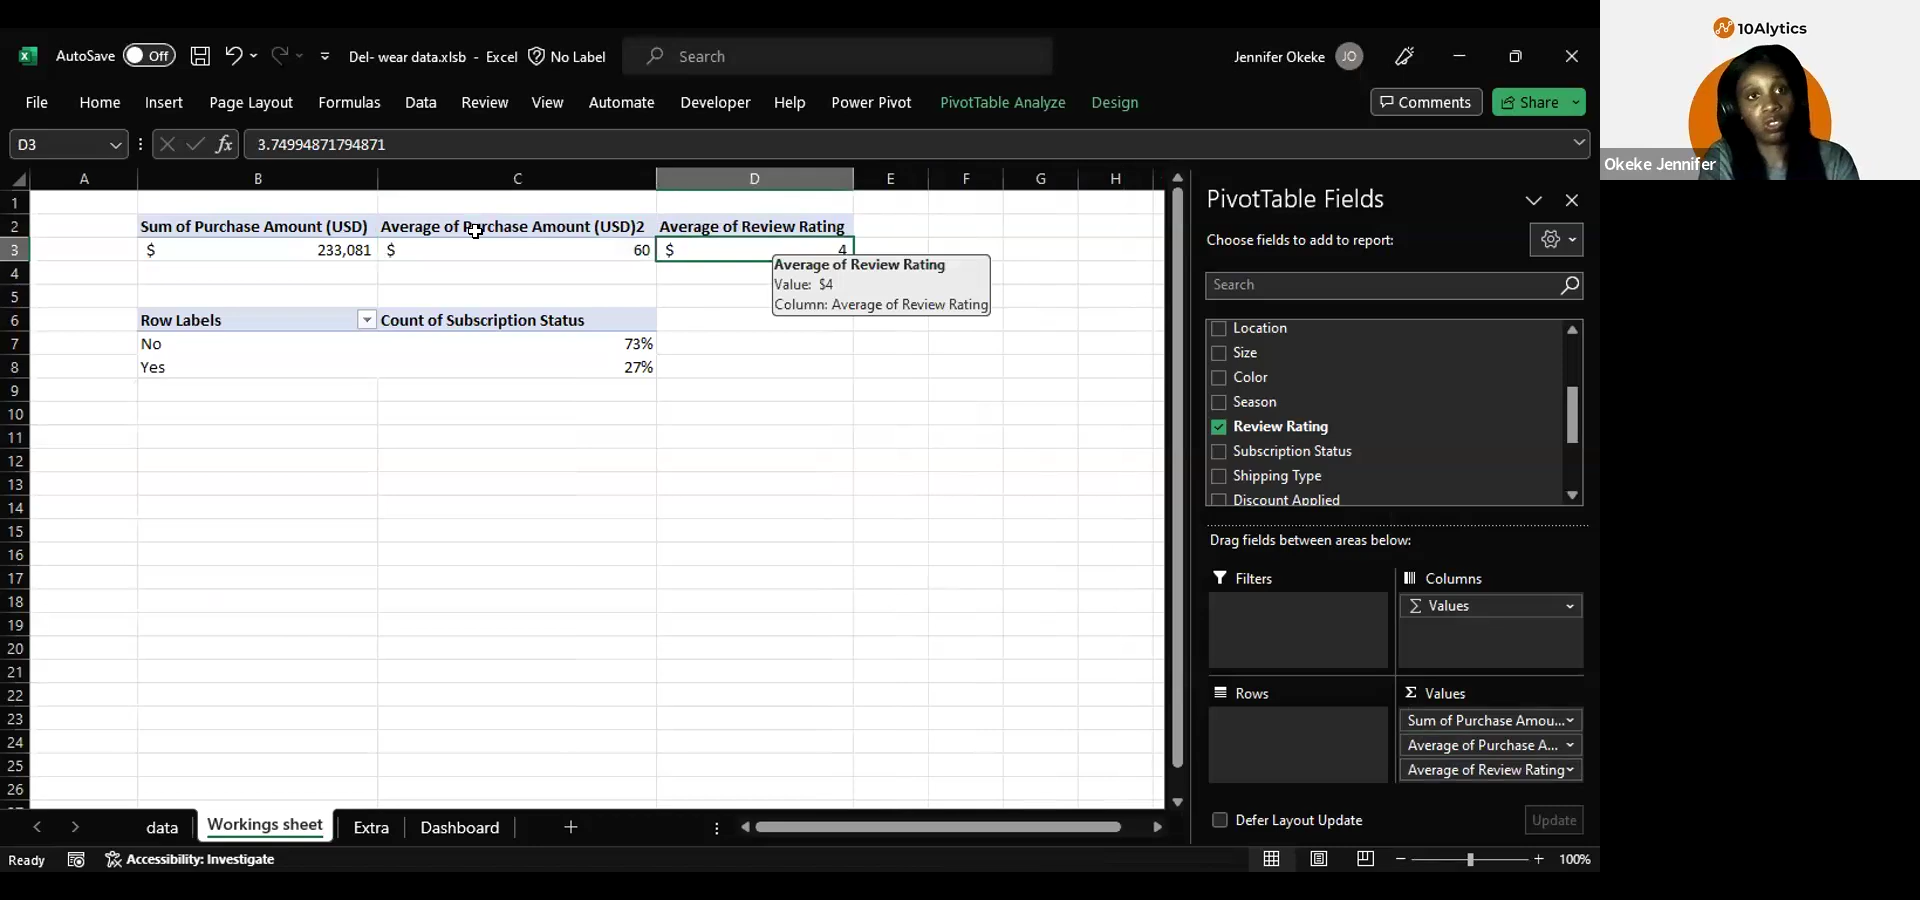 10Alytics
Okeke Jennifer
AutoSave Off Del- wear data.xlsb - Excel No Label Search Jennifer Okeke JO
File Home Insert Page Layout Formulas Data Review View Automate Developer Help Power Pivot PivotTable Analyze Design Comments Share
D3 fx 3.74994871794871
A B C D E F G H
1
2 Sum of Purchase Amount (USD) Average of Purchase Amount (USD)2 Average of Review Rating
3 $ 233,081 $ 60 $ 4
4
5
6 Row Labels Count of Subscription Status
7 No 73%
8 Yes 27%
9
10
11
12
13
14
15
16
17
18
19
20
21
22
23
24
25
26
Average of Review Rating
Value: $4
Column: Average of Review Rating
PivotTable Fields
Choose fields to add to report:
Search
Location
Size
Color
Season
Review Rating
Subscription Status
Shipping Type
Discount Applied
Drag fields between areas below:
Filters
Columns
Σ Values
Rows
Σ Values
Sum of Purchase Amou...
Average of Purchase A...
Average of Review Rating
Defer Layout Update Update
data Workings sheet Extra Dashboard
Ready Accessibility: Investigate 100%